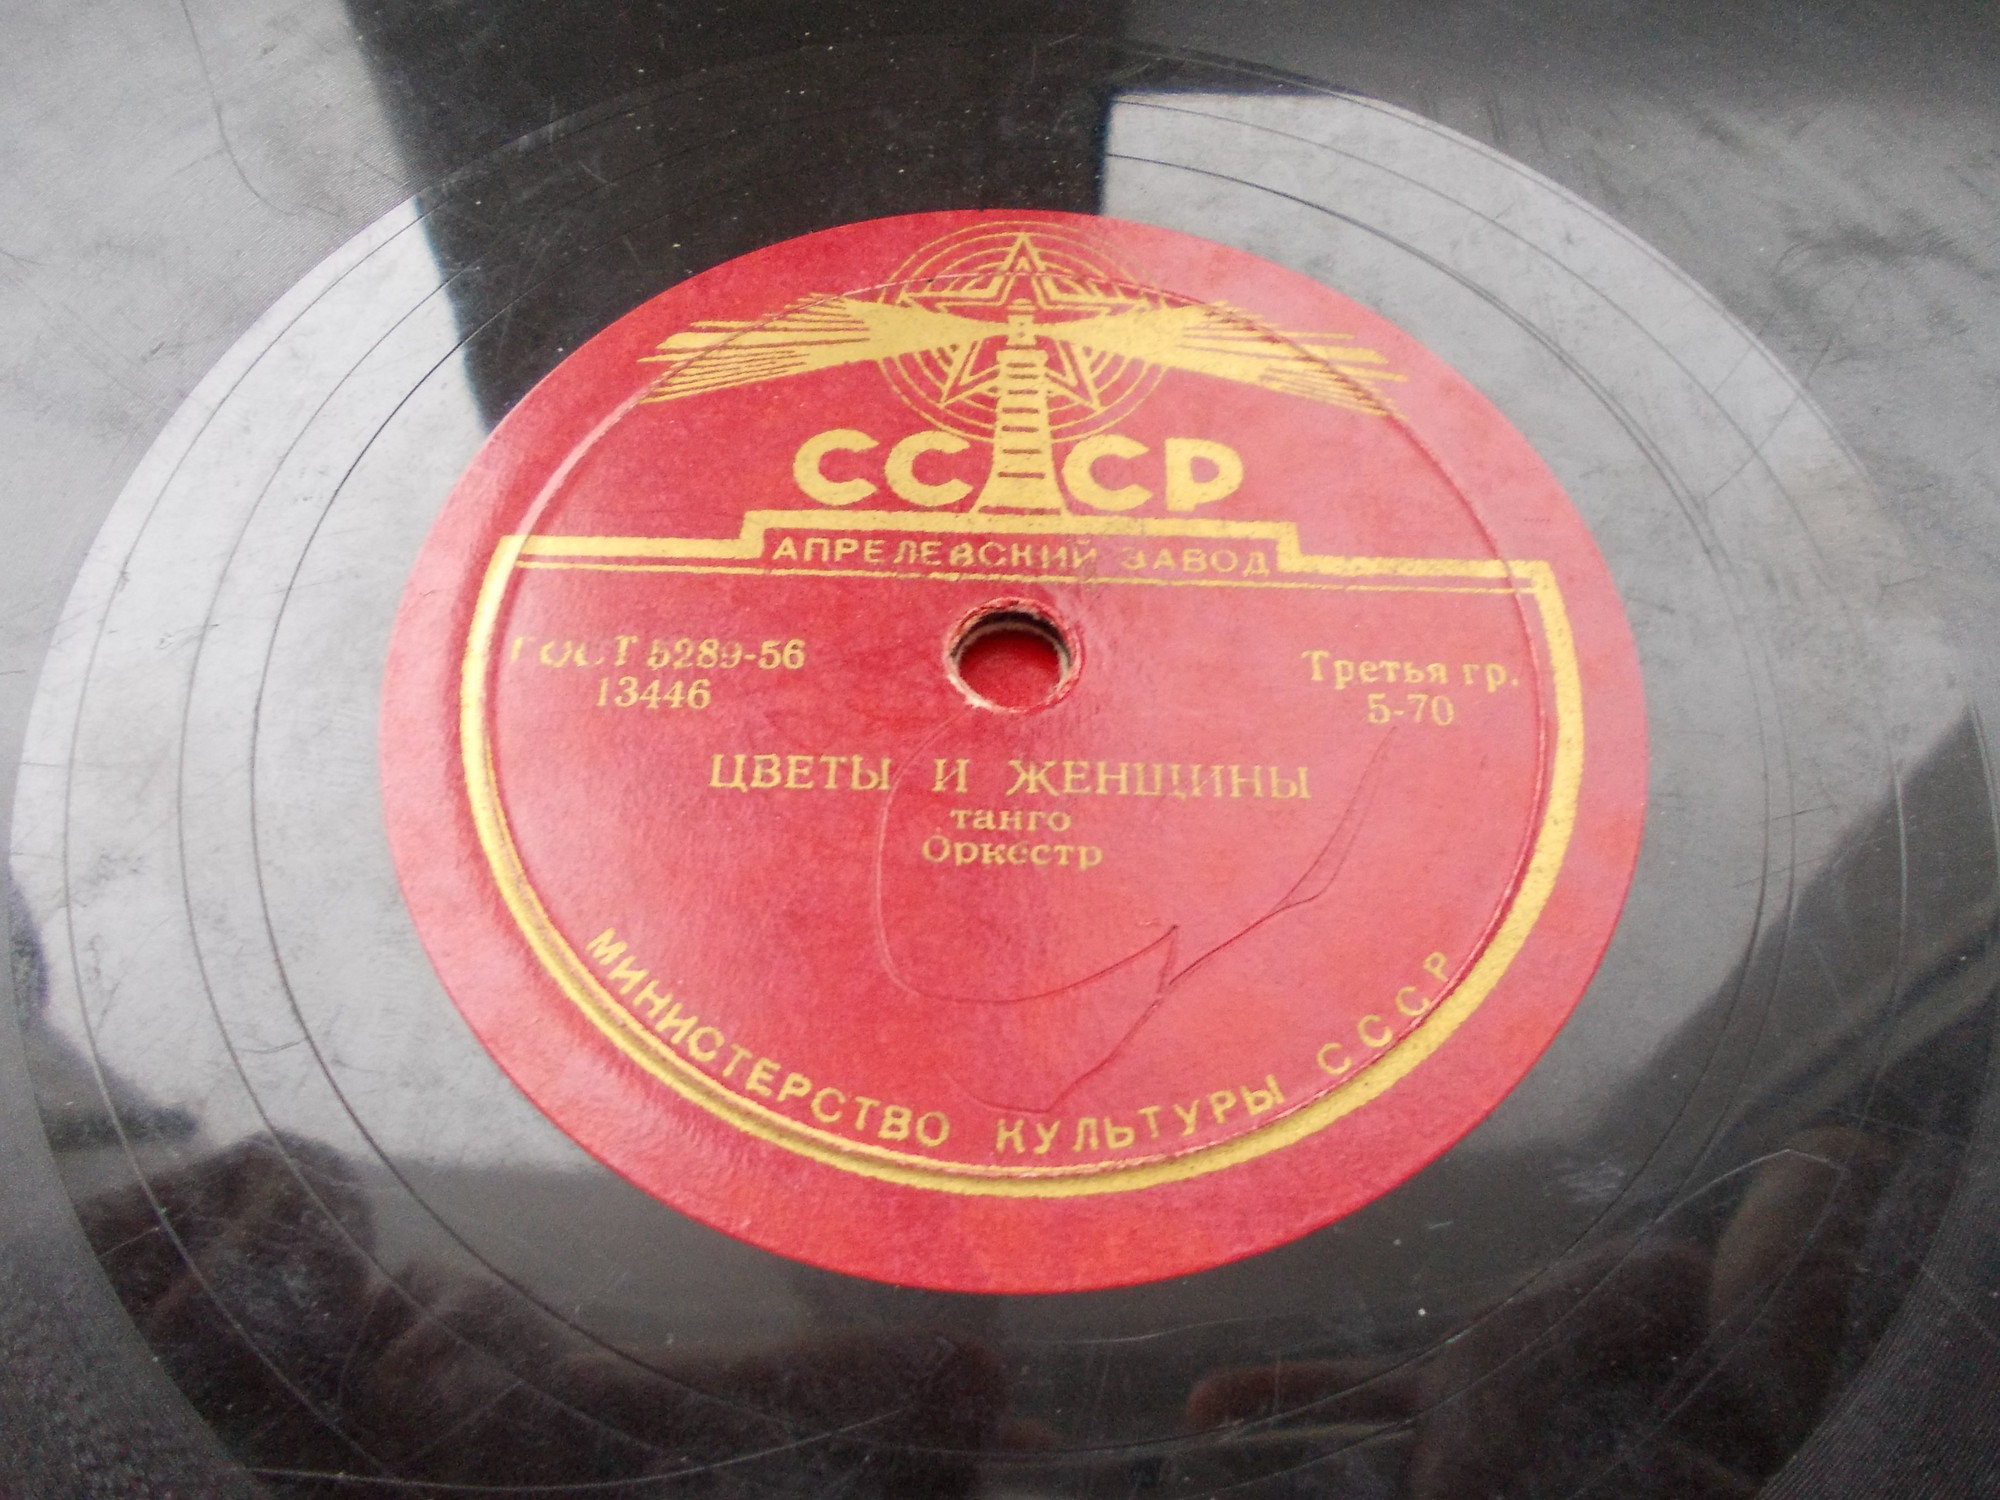 СССР
АПРЕЛЕВСКИЙ ЗАВОД
ГОСТ 5289-56
13446
Третья гр.
5-70
ЦВЕТЫ И ЖЕНЩИНЫ
танго
Оркестр
МИНИСТЕРСТВО КУЛЬТУРЫ СССР